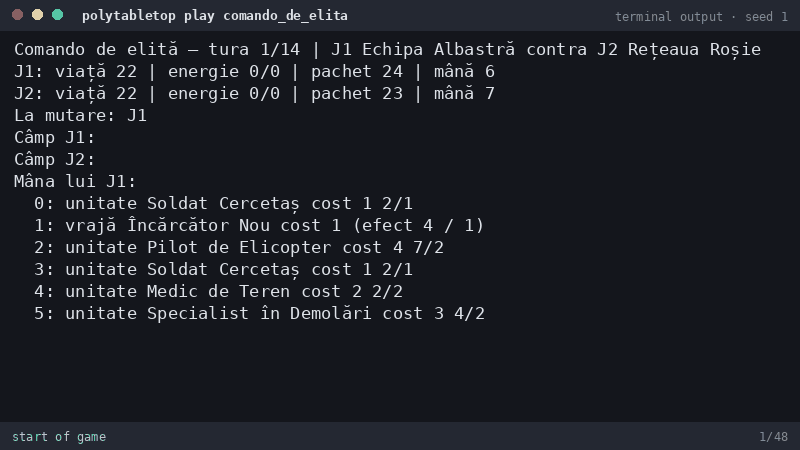 polytabletop play comando_de_elita
terminal output · seed 1
Comando de elită — tura 1/14 | J1 Echipa Albastră contra J2 Rețeaua Roșie
J1: viață 22 | energie 0/0 | pachet 24 | mână 6
J2: viață 22 | energie 0/0 | pachet 23 | mână 7
La mutare: J1
Câmp J1:
Câmp J2:
Mâna lui J1:
0: unitate Soldat Cercetaș cost 1 2/1
1: vrajă Încărcător Nou cost 1 (efect 4 / 1)
2: unitate Pilot de Elicopter cost 4 7/2
3: unitate Soldat Cercetaș cost 1 2/1
4: unitate Medic de Teren cost 2 2/2
5: unitate Specialist în Demolări cost 3 4/2
start of game
1/48